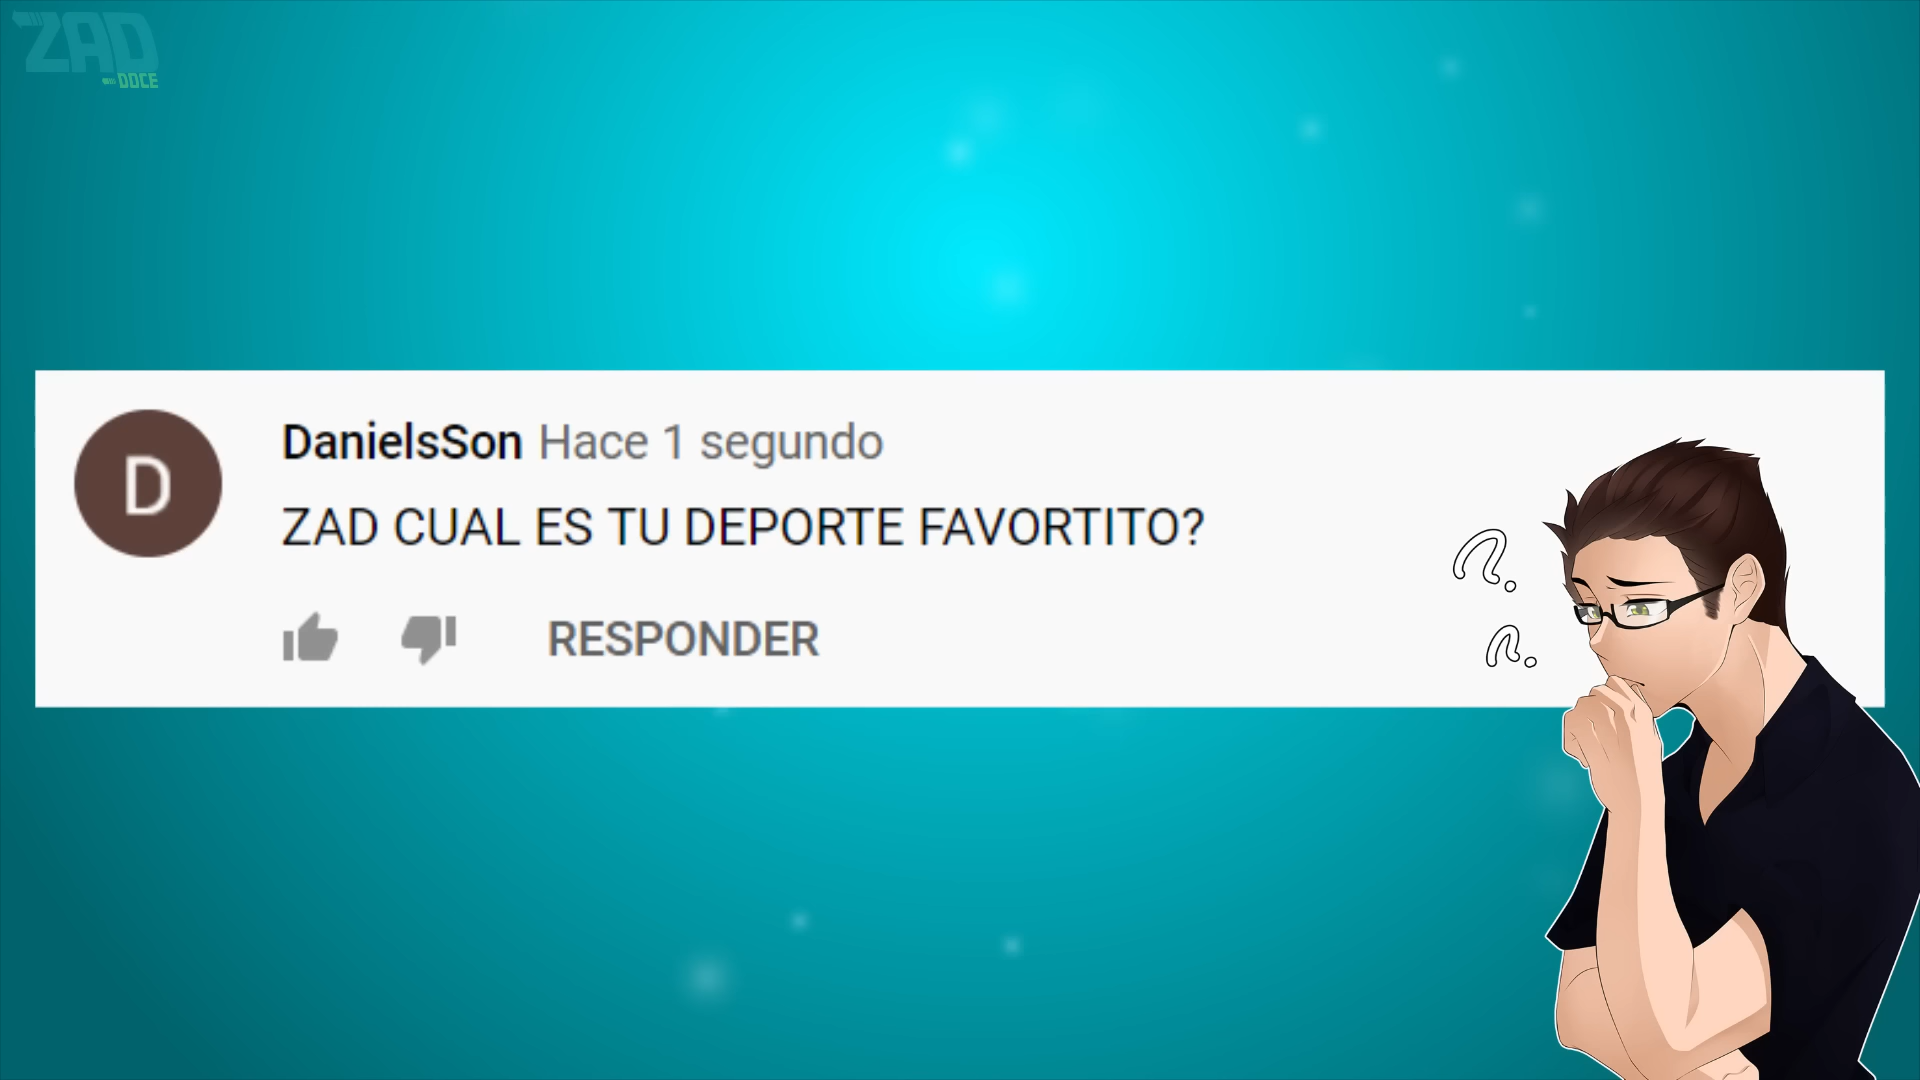 ZAD
DOCE
DanielsSon Hace 1 segundo
D
ZAD CUAL ES TU DEPORTE FAVORTITO?
RESPONDER